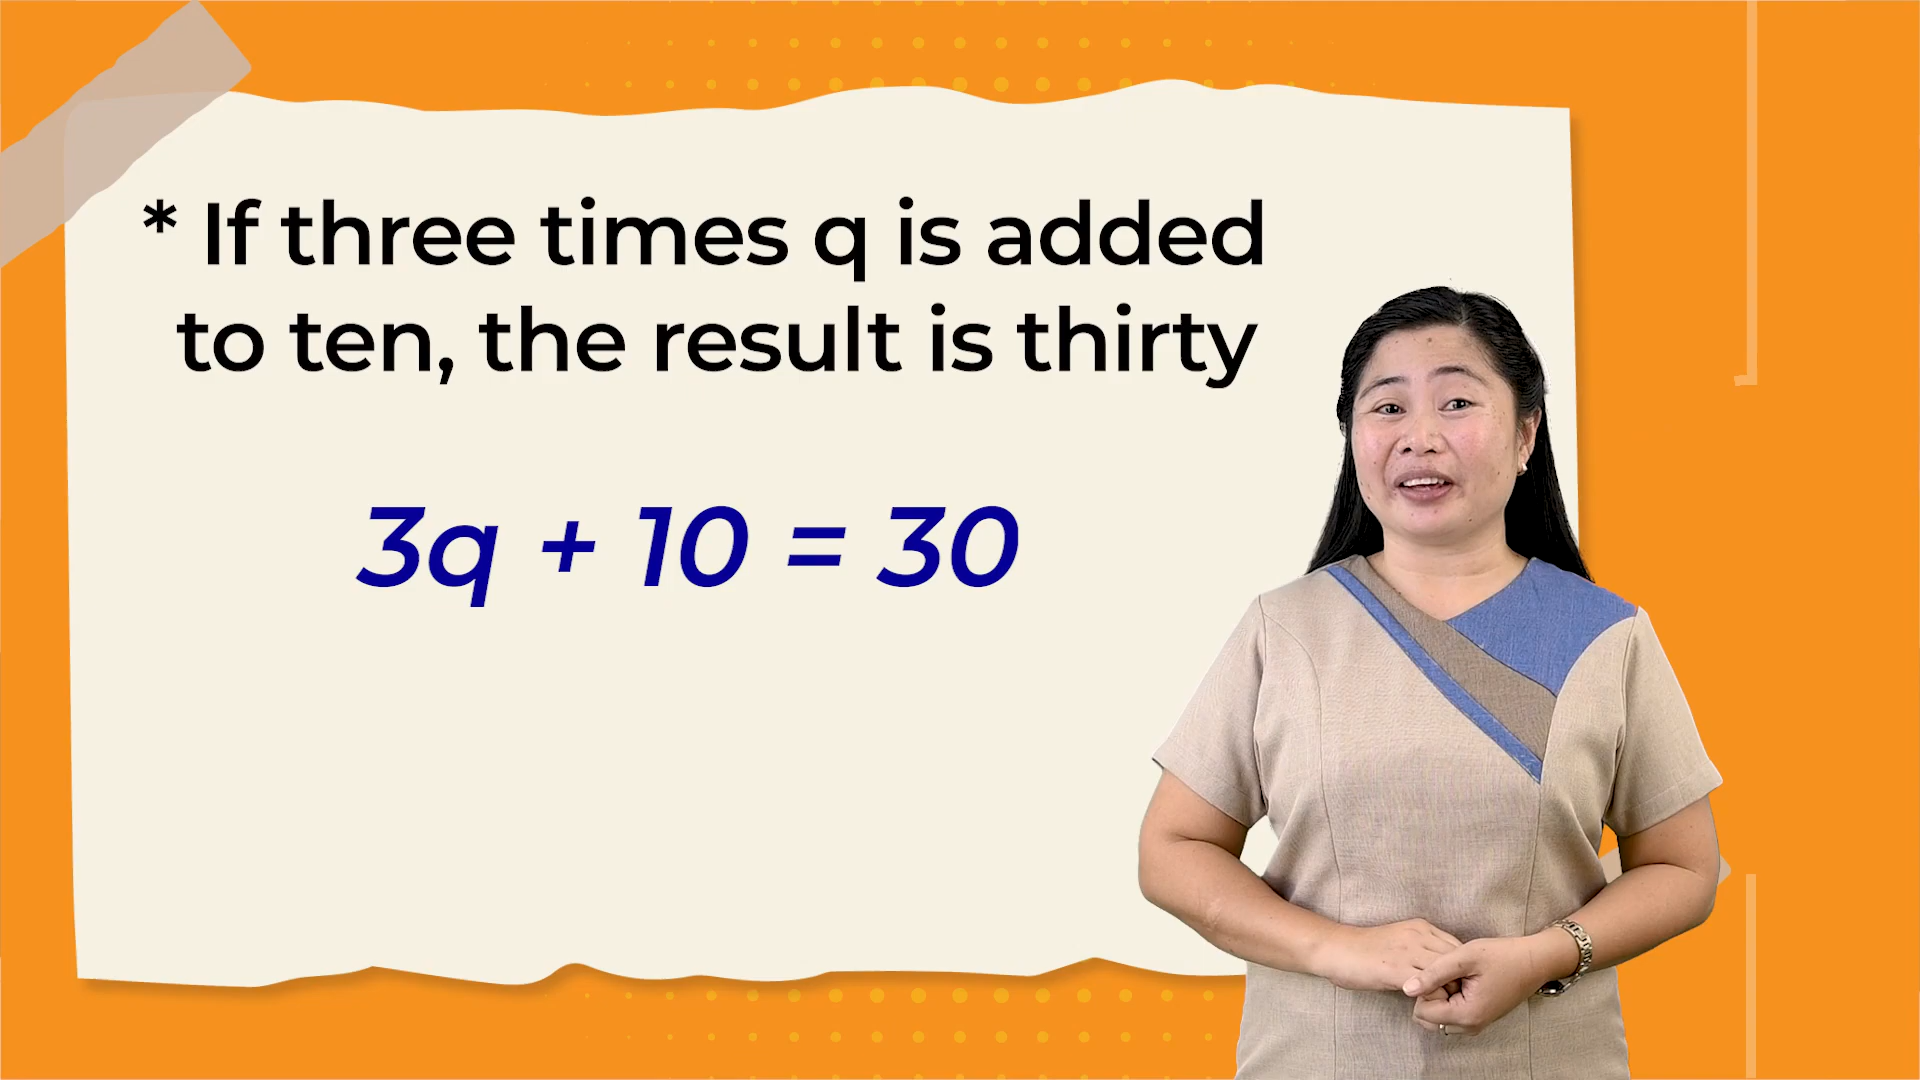 * If three times q is added
to ten, the result is thirty
3q + 10 = 30